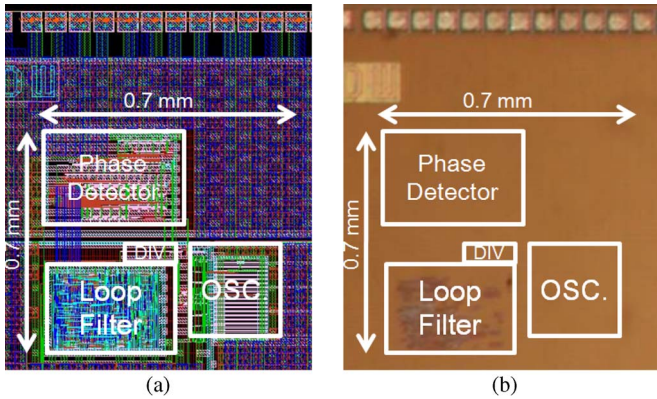 0.7 mm
0.7 mm
Phase
Detector
DIV
Loop
Filter
OSC.
(a)
0.7 mm
0.7 mm
Phase
Detector
DIV
Loop
Filter
OSC.
(b)